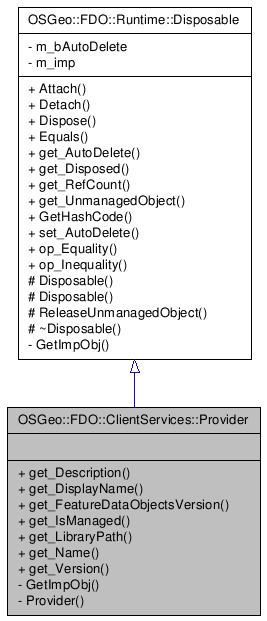 OSGeo::FDO::Runtime::Disposable
- m_bAutoDelete
- m_imp
+ Attach()
+ Detach()
+ Dispose()
+ Equals()
+ get_AutoDelete()
+ get_Disposed()
+ get_RefCount()
+ get_UnmanagedObject()
+ GetHashCode()
+ set_AutoDelete()
+ op_Equality()
+ op_Inequality()
# Disposable()
# Disposable()
# ReleaseUnmanagedObject()
# ~Disposable()
- GetImpObj()
OSGeo::FDO::ClientServices::Provider
+ get_Description()
+ get_DisplayName()
+ get_FeatureDataObjectsVersion()
+ get_IsManaged()
+ get_LibraryPath()
+ get_Name()
+ get_Version()
- GetImpObj()
- Provider()